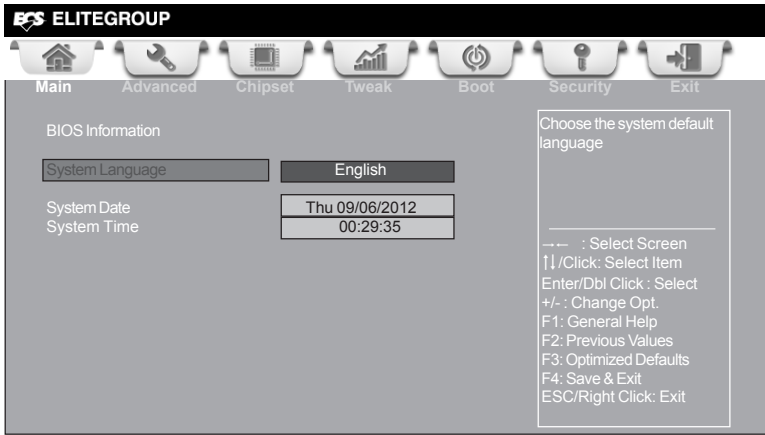 ECS ELITEGROUP
Main Advanced Chipset Tweak Boot Security Exit
BIOS Information
System Language English
System Date Thu 09/06/2012
System Time 00:29:35
Choose the system default
language
→← : Select Screen
↑↓/Click: Select Item
Enter/Dbl Click : Select
+/- : Change Opt.
F1: General Help
F2: Previous Values
F3: Optimized Defaults
F4: Save & Exit
ESC/Right Click: Exit